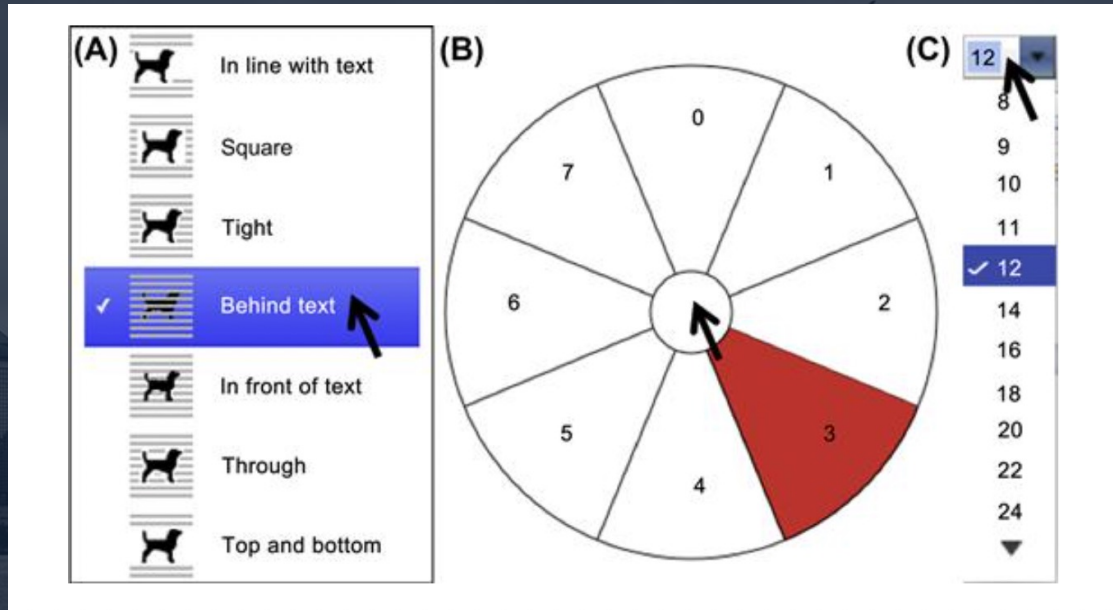 (A)
In line with text
Square
Tight
Behind text
In front of text
Through
Top and bottom
(B)
0
1
2
3
4
5
6
7
(C)
12
8
9
10
11
12
14
16
18
20
22
24